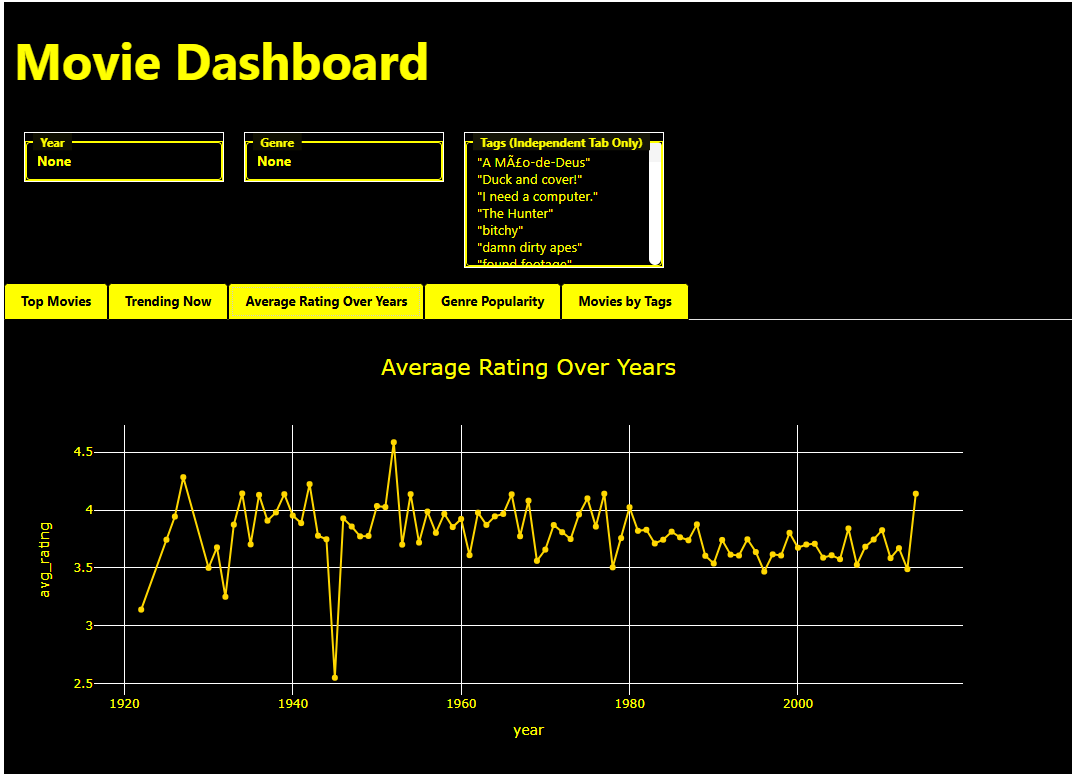 Movie Dashboard
Year
None
Genre
None
Tags (Independent Tab Only)
"A MÃ£o-de-Deus"
"Duck and cover!"
"I need a computer."
"The Hunter"
"bitchy"
"damn dirty apes"
"found footage"
Top Movies
Trending Now
Average Rating Over Years
Genre Popularity
Movies by Tags
Average Rating Over Years
4.5
4
3.5
3
2.5
avg_rating
1920
1940
1960
1980
2000
year